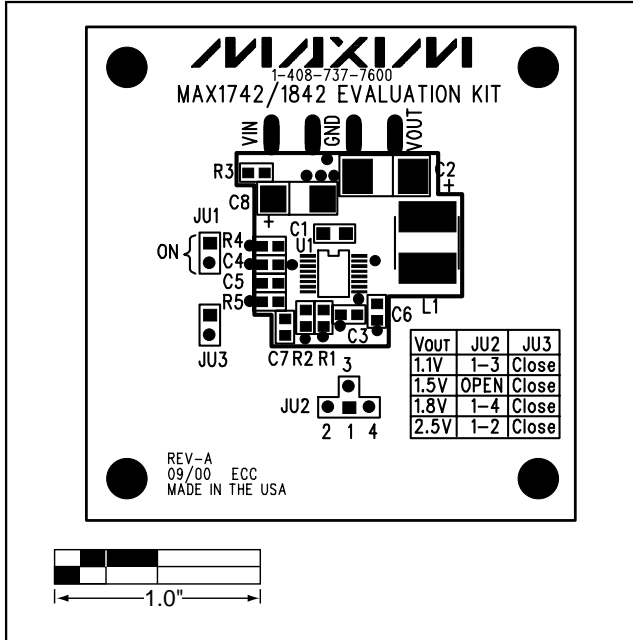 MAXIM
1-408-737-7600
MAX1742/1842 EVALUATION KIT
VIN
GND
VOUT
R3
C2
+
C8
+
JU1
C1
U1
ON
R4
C4
C5
R5
L1
C6
C3
JU3
C7 R2 R1
3
JU2
2 1 4
VOUT JU2 JU3
1.1V 1-3 Close
1.5V OPEN Close
1.8V 1-4 Close
2.5V 1-2 Close
REV-A
09/00 ECC
MADE IN THE USA
1.0"